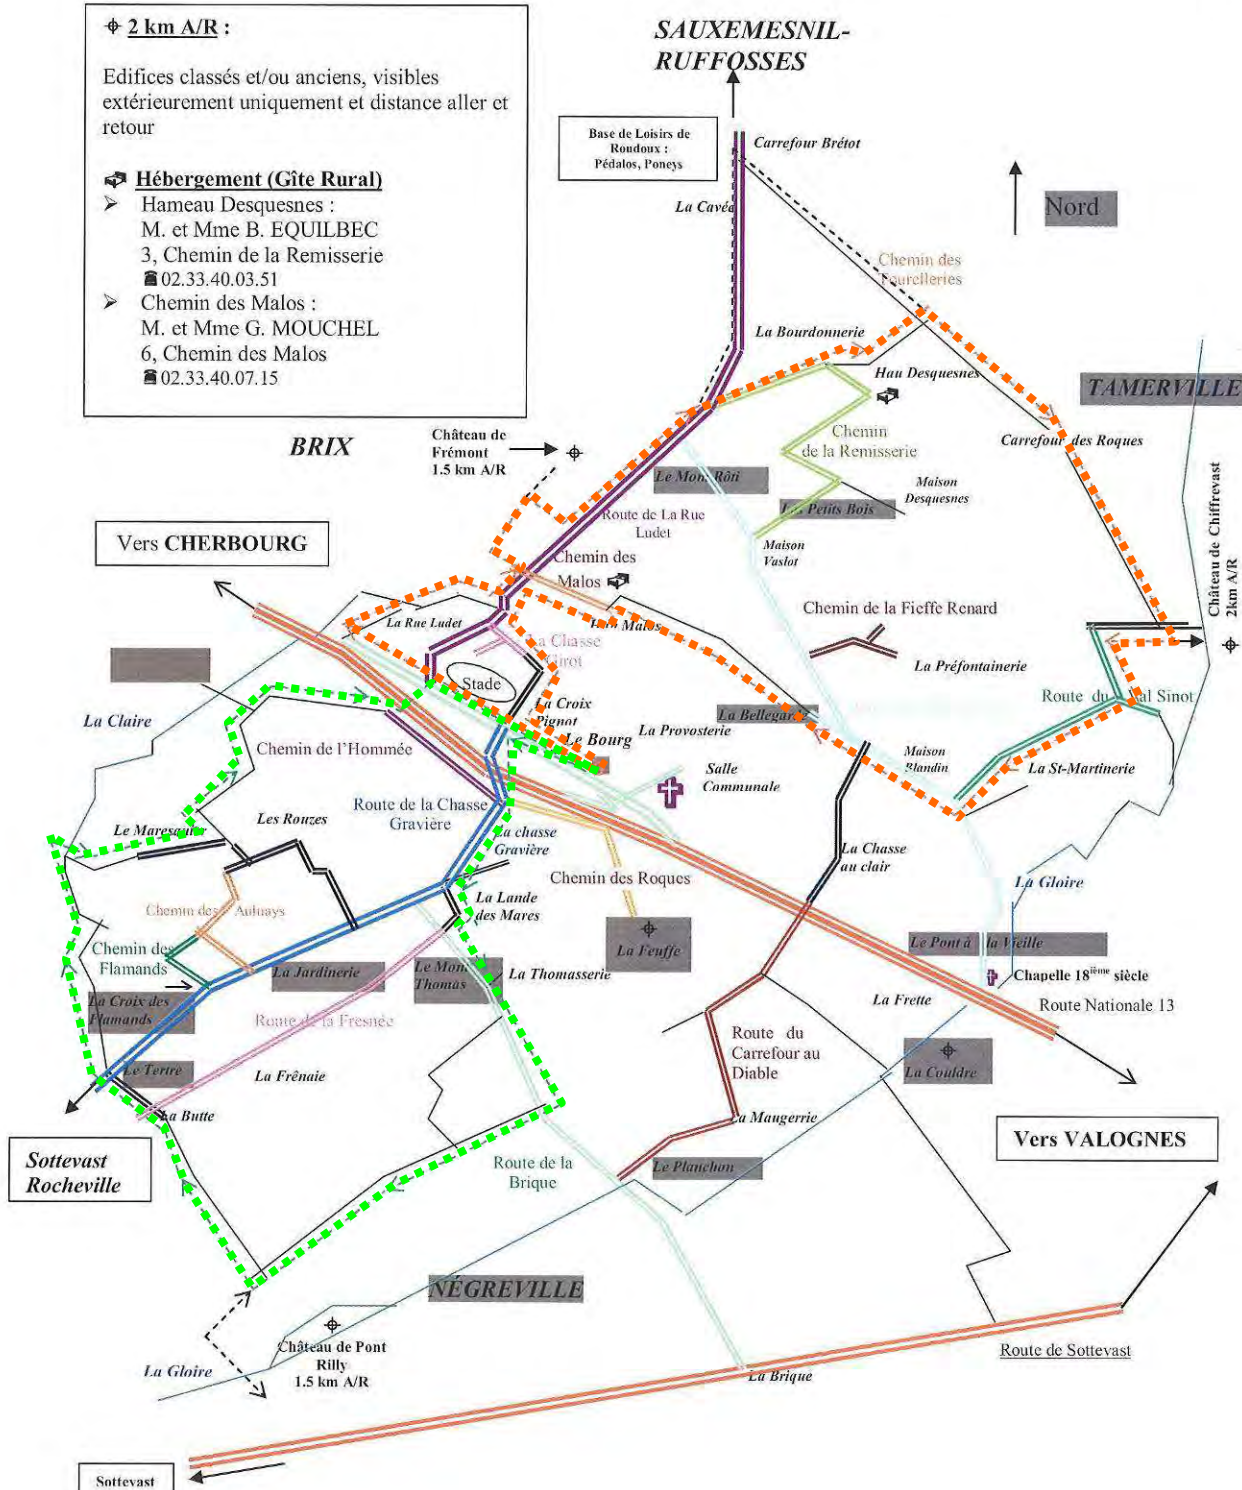 2 km A/R :
Edifices classés et/ou anciens, visibles
extérieurement uniquement et distance aller et
retour
Hébergement (Gîte Rural)
Hameau Desquesnes :
M. et Mme B. EQUILBEC
3, Chemin de la Remisserie
02.33.40.03.51
Chemin des Malos :
M. et Mme G. MOUCHEL
6, Chemin des Malos
02.33.40.07.15
SAUXEMESNIL-
RUFFOSSES
Base de Loisirs de
Roudoux :
Pédalos, Poneys
Carrefour Brétot
La Cavée
Nord
Chemin des
Tourelleries
La Bourdonnerie
Hau Desquesnes
TAMERVILLE
BRIX
Château de
Frémont
1.5 km A/R
Chemin
de la Remisserie
Carrefour des Roques
Le Mont Rôti
Maison
Desquesnes
Les Petits Bois
Route de La Rue
Ludet
Maison
Vaslot
Château de Chiffrevast
2km A/R
Vers CHERBOURG
Chemin des
Malos
Hau Malos
La Rue Ludet
Chemin de la Fieffe Renard
La Chasse
Girot
La Préfontainerie
Stade
Route du Val Sinot
La Croix
Pignot
La Bellegarde
La Claire
Le Bourg
La Provosterie
Chemin de l'Hommée
Maison
Blandin
La St-Martinerie
Salle
Communale
Route de la Chasse
Gravière
Le Maresquier
Les Rouzes
La chasse
Gravière
La Chasse
au clair
Chemin des Roques
La Gloire
La Lande
des Mares
Chemin des Aulnays
Chemin des
Flamands
La Feuffe
Le Pont à la Vieille
La Jardinerie
Le Mont
Thomas
La Thomasserie
Chapelle 18ième siècle
La Croix des
Flamands
La Frette
Route Nationale 13
Route de la Fresnée
Route du
Carrefour au
Diable
Le Tertre
La Frênaie
La Couldre
La Butte
La Maugerrie
Vers VALOGNES
Sottevast
Rocheville
Route de la
Brique
Le Planchon
NÉGREVILLE
Château de Pont
Rilly
1.5 km A/R
La Gloire
Route de Sottevast
La Brique
Sottevast